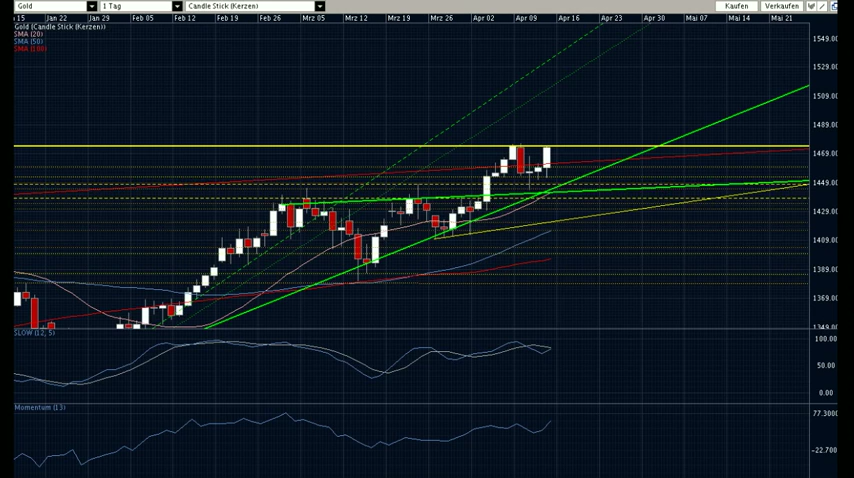 Gold 1 Tag Candle Stick (Kerzen) Kaufen Verkaufen
15 Jan 22 Jan 29 Feb 05 Feb 12 Feb 19 Feb 26 Mrz 05 Mrz 12 Mrz 19 Mrz 26 Apr 02 Apr 09 Apr 16 Apr 23 Apr 30 Mai 07 Mai 14 Mai 21
Gold (Candle Stick (Kerzen))
SMA (20)
SMA (50)
SMA (100)
1549.00
1529.00
1509.00
1489.00
1469.00
1449.00
1429.00
1409.00
1389.00
1369.00
1349.00
SLOW (12, 5)
100.00
50.00
0.00
Momentum (13)
77.3000
-22.700